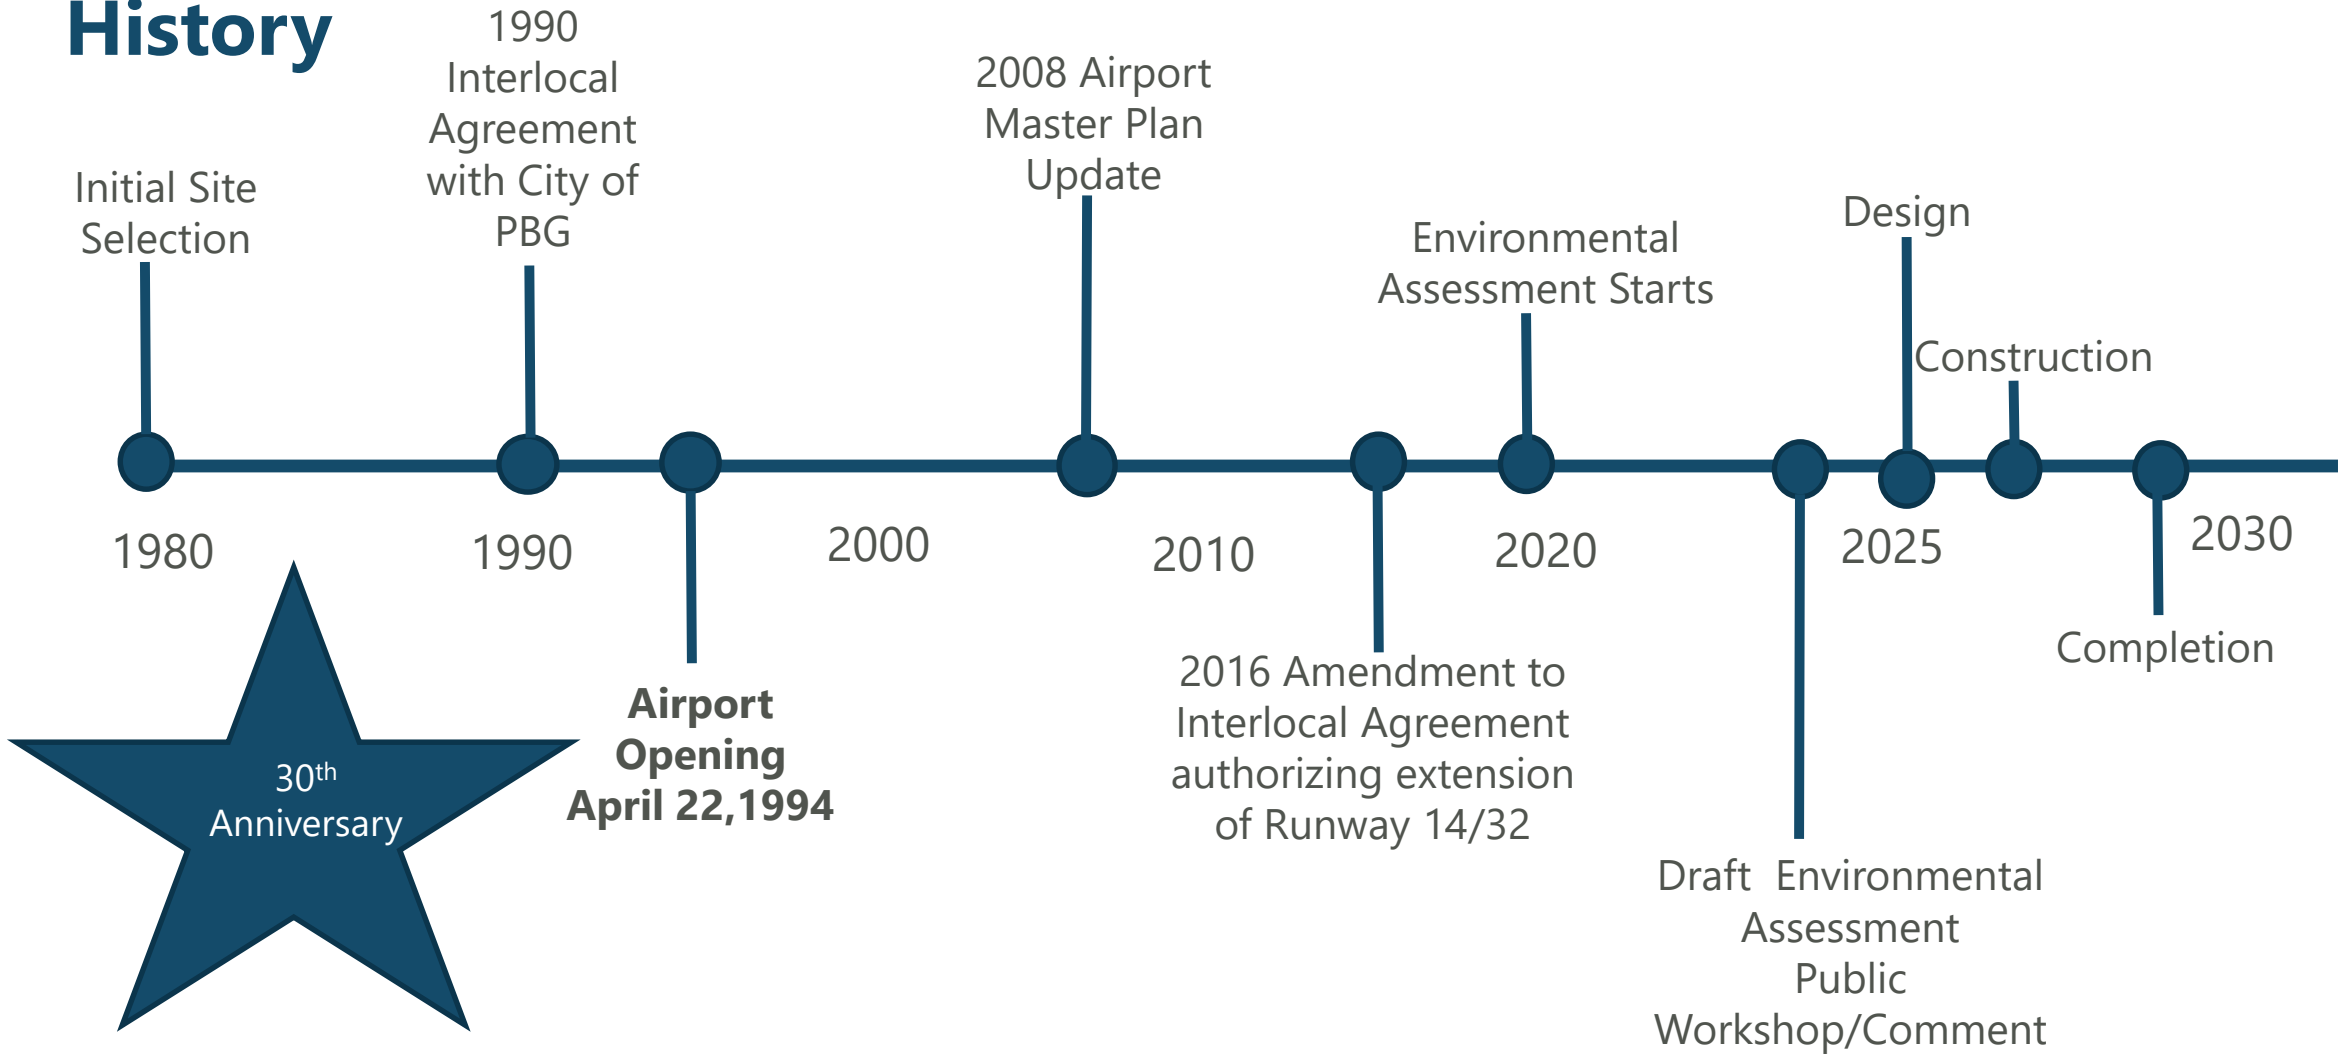 History
1990
Interlocal
Agreement
with City of
PBG
2008 Airport
Master Plan
Update
Initial Site
Selection
Environmental
Assessment Starts
Design
Construction
1980
1990
2000
2010
2020
2025
2030
30th
Anniversary
Airport
Opening
April 22,1994
2016 Amendment to
Interlocal Agreement
authorizing extension
of Runway 14/32
Completion
Draft  Environmental
Assessment
Public
Workshop/Comment